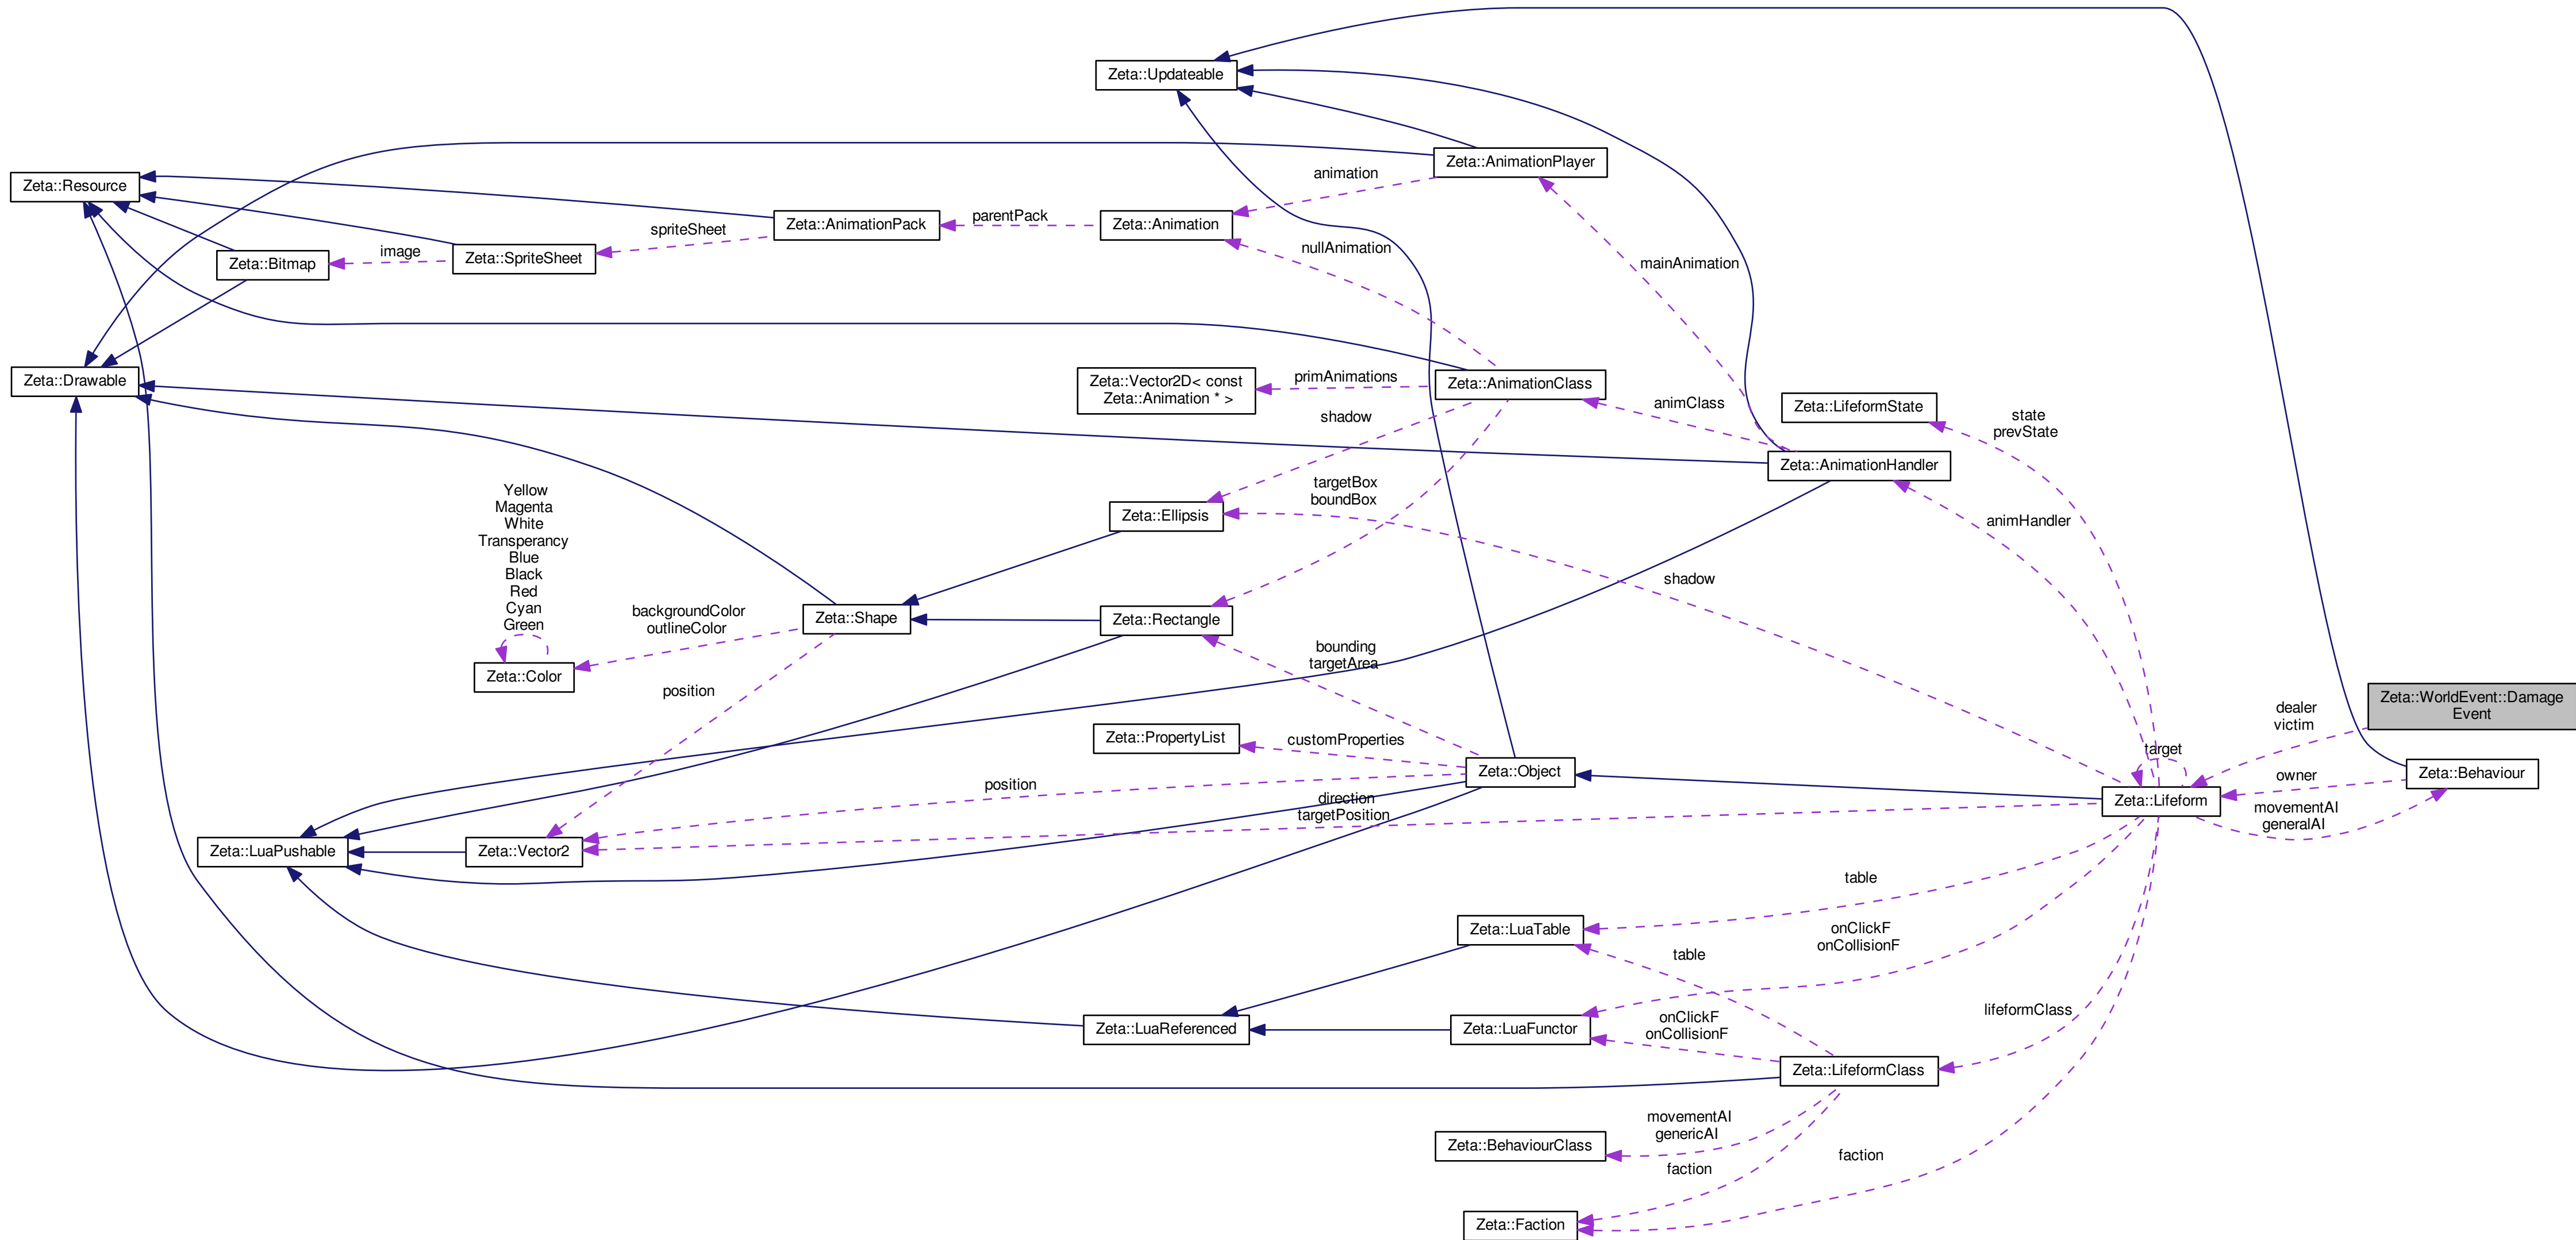 Zeta::Updateable
Zeta::AnimationPlayer
animation
Zeta::Resource
parentPack
Zeta::AnimationPack
Zeta::Animation
spriteSheet
nullAnimation
image
Zeta::SpriteSheet
Zeta::Bitmap
mainAnimation
Zeta::Drawable
Zeta::Vector2D< const
Zeta::Animation * >
primAnimations
Zeta::AnimationClass
animClass
Zeta::LifeformState
state
prevState
shadow
Zeta::AnimationHandler
targetBox
boundBox
Yellow
Magenta
White
Transperancy
Blue
Black
Red
Cyan
Green
Zeta::Ellipsis
animHandler
shadow
backgroundColor
outlineColor
Zeta::Shape
Zeta::Rectangle
bounding
targetArea
Zeta::Color
position
Zeta::WorldEvent::Damage
Event
dealer
victim
Zeta::PropertyList
customProperties
target
Zeta::Object
owner
Zeta::Behaviour
position
direction
targetPosition
Zeta::Lifeform
movementAI
generalAI
Zeta::LuaPushable
Zeta::Vector2
table
Zeta::LuaTable
onClickF
onCollisionF
table
lifeformClass
Zeta::LuaReferenced
Zeta::LuaFunctor
onClickF
onCollisionF
Zeta::LifeformClass
movementAI
genericAI
Zeta::BehaviourClass
faction
faction
Zeta::Faction